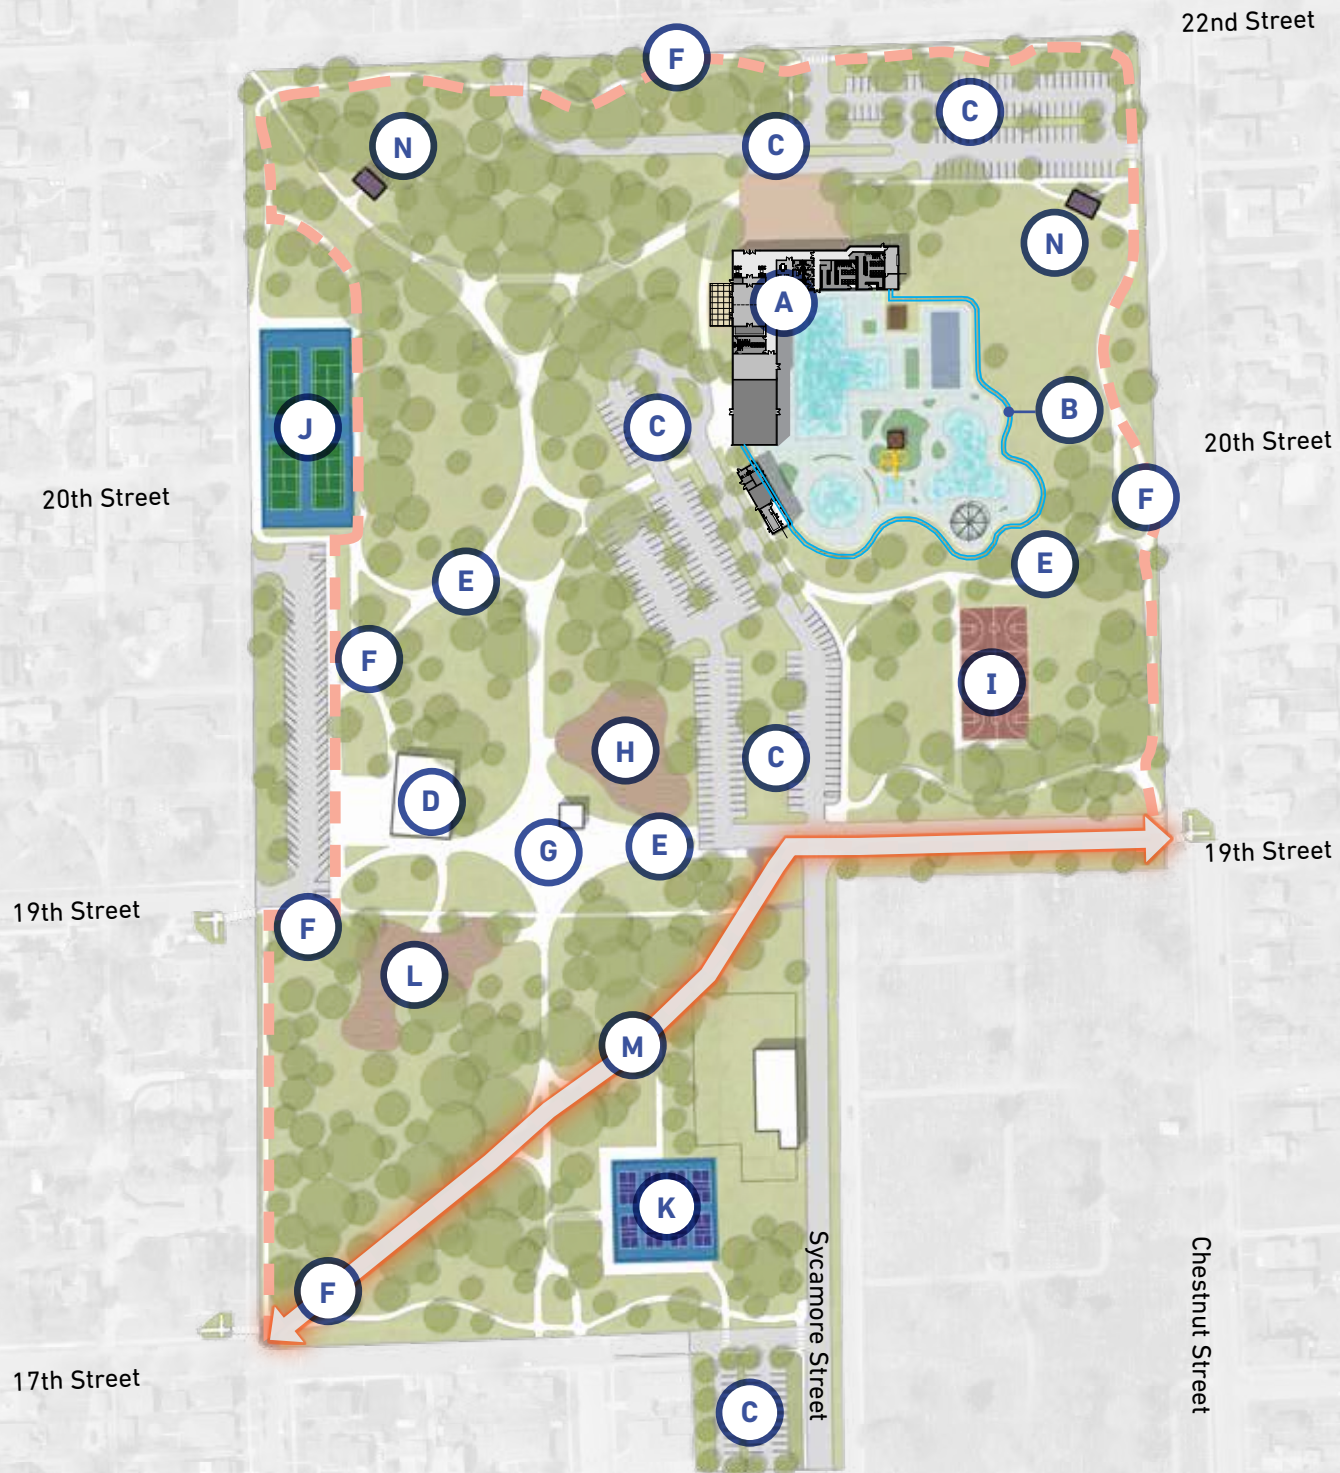 22nd Street
F
C
N
C
N
A
B
J
C
20th Street
F
20th Street
E
E
F
I
H
C
D
G
E
19th Street
19th Street
F
L
M
K
F
Sycamore Street
Chestnut Street
17th Street
C